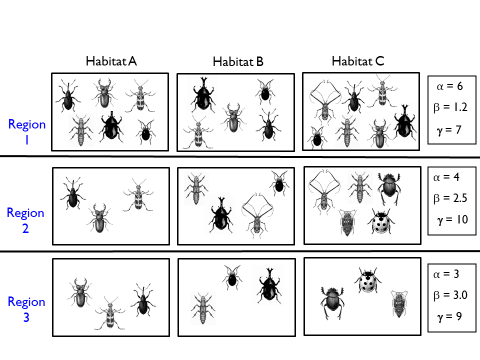 Habitat A Habitat B Habitat C
Region 1
α = 6
β = 1.2
γ = 7
Region 2
α = 4
β = 2.5
γ = 10
Region 3
α = 3
β = 3.0
γ = 9